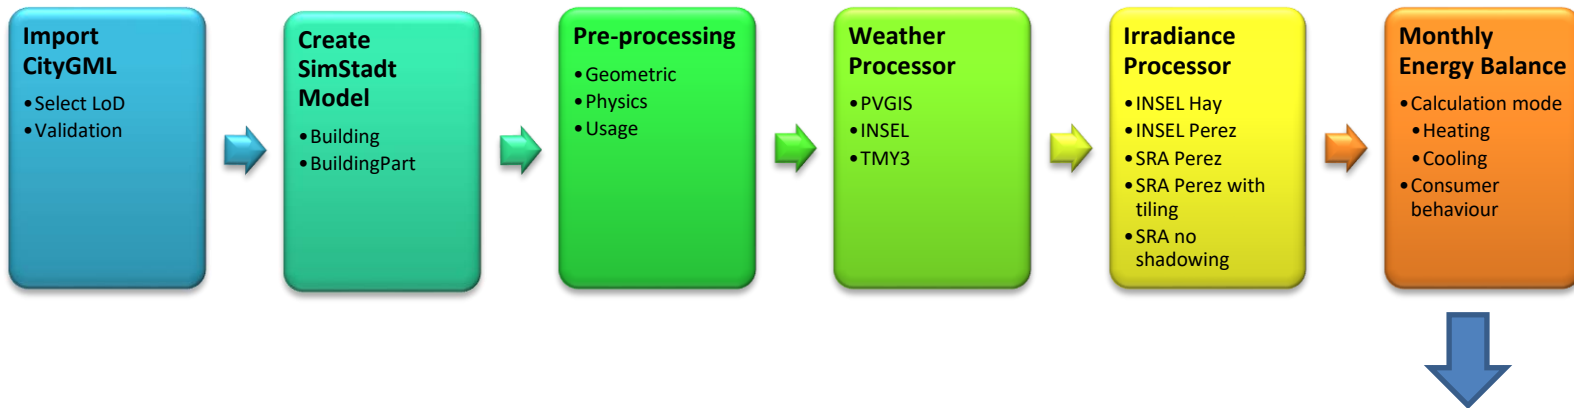 Import
CityGML
•Select LoD
•Validation
Create
SimStadt
Model
•Building
•BuildingPart
Pre-processing
•Geometric
•Physics
•Usage
Weather
Processor
•PVGIS
•INSEL
•TMY3
Irradiance
Processor
•INSEL Hay
•INSEL Perez
•SRA Perez
•SRA Perez with
tiling
•SRA no
shadowing
Monthly
Energy Balance
•Calculation mode
•Heating
•Cooling
•Consumer
behaviour